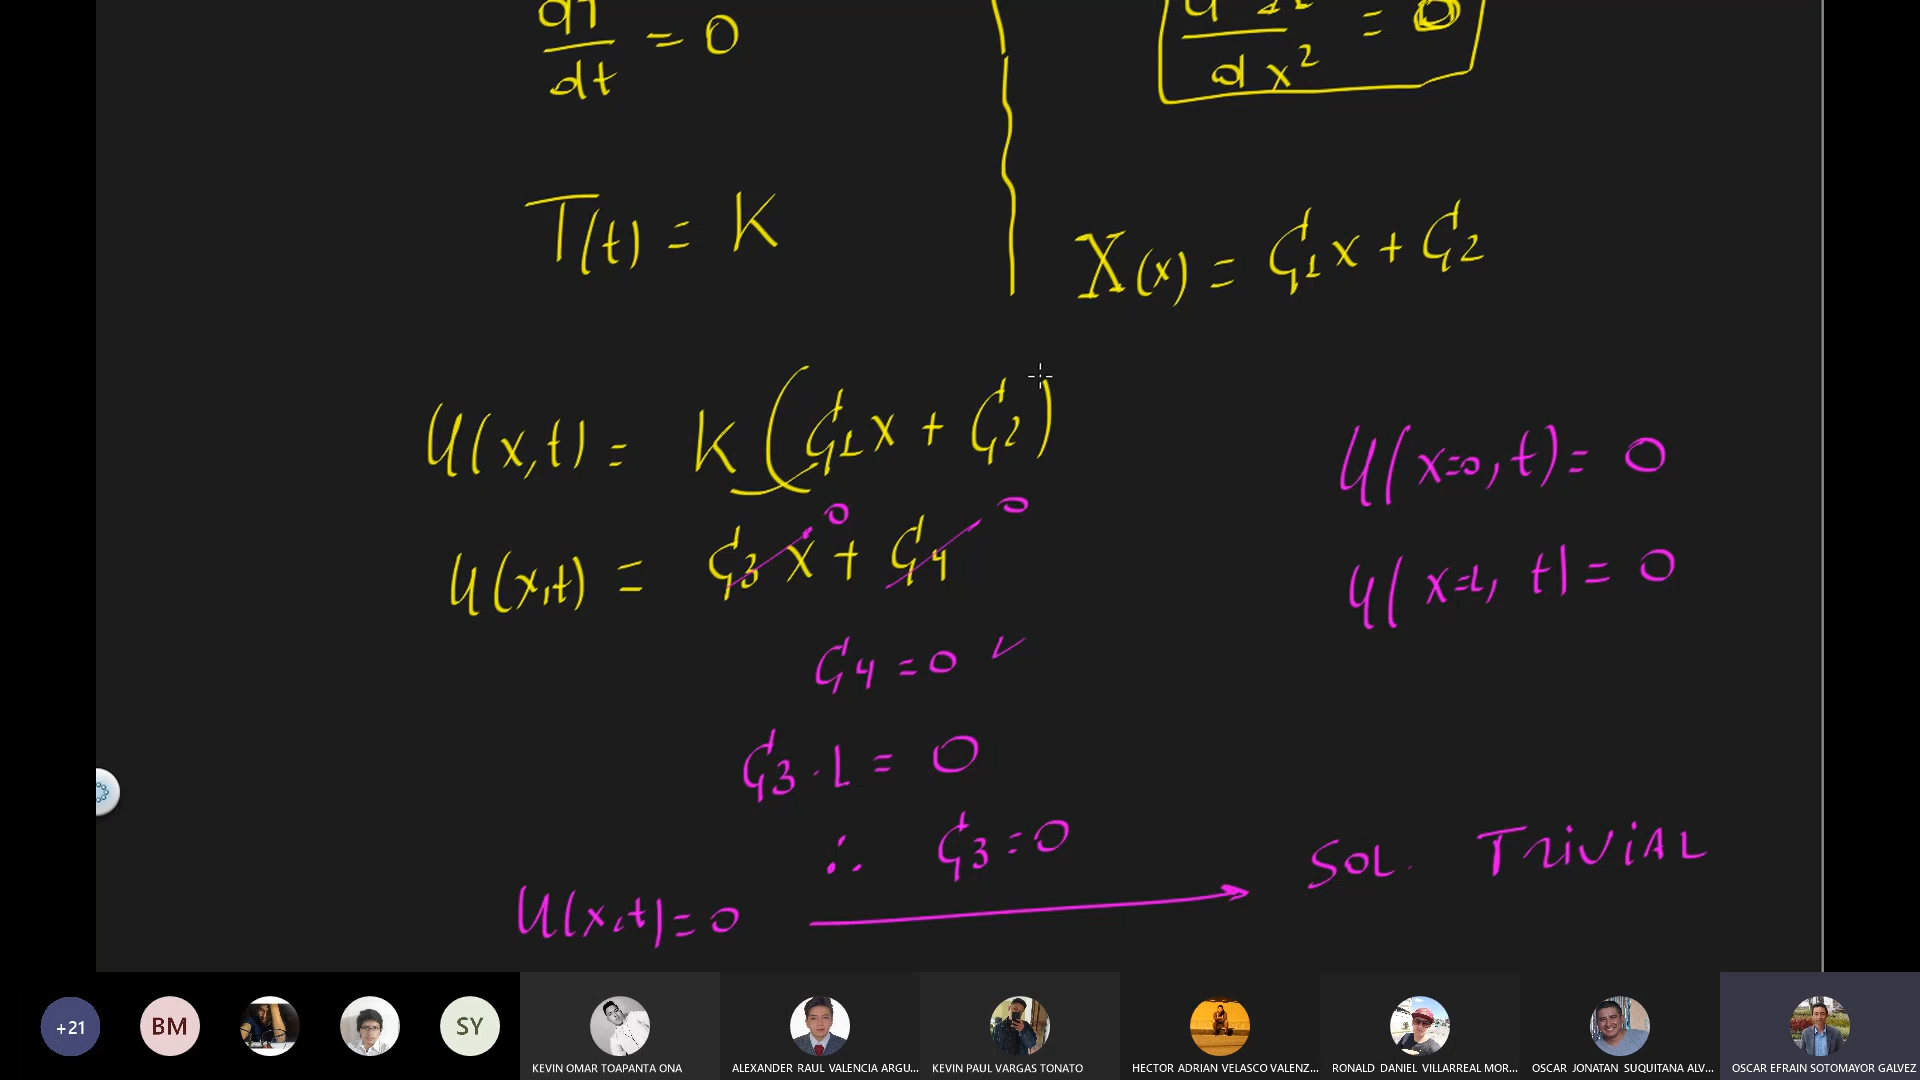 dT/dt = 0
dx² = 0
T(t) = K
X(x) = C1x + C2
U(x,t) = K(C1x + C2)
U(x=0, t) = 0
U(x,t) = C3x + C4
0
0
U(x=L, t) = 0
C4 = 0 ✓
C3 · L = 0
∴ C3 = 0
U(x,t) = 0 → SOL. TRIVIAL
+21
BM
SY
KEVIN OMAR TOAPANTA ONA
ALEXANDER RAUL VALENCIA ARGU...
KEVIN PAUL VARGAS TONATO
HECTOR ADRIAN VELASCO VALENZ...
RONALD DANIEL VILLARREAL MOR...
OSCAR JONATAN SUQUITANA ALV...
OSCAR EFRAIN SOTOMAYOR GALVEZ